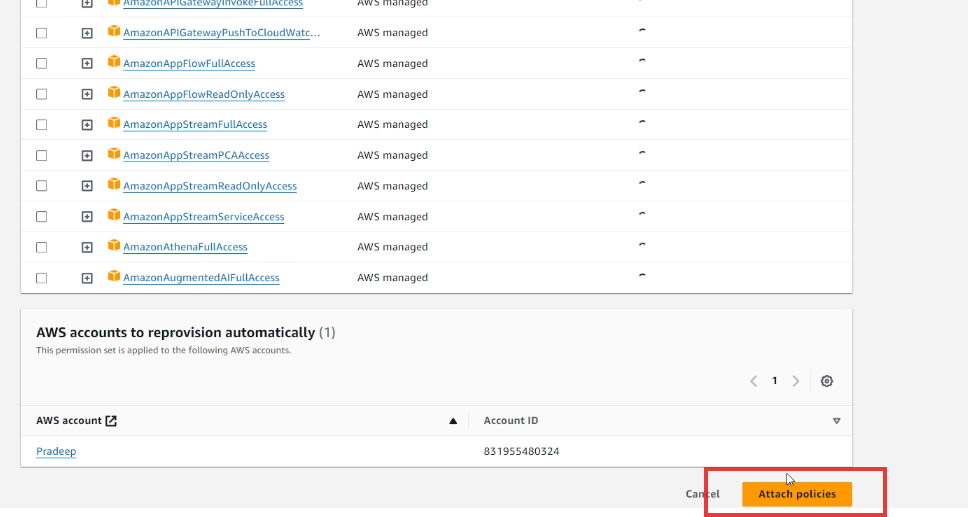 AmazonAPIGatewayInvokeFullAccess AWS managed
AmazonAPIGatewayPushToCloudWatc... AWS managed
AmazonAppFlowFullAccess AWS managed
AmazonAppFlowReadOnlyAccess AWS managed
AmazonAppStreamFullAccess AWS managed
AmazonAppStreamPCAAccess AWS managed
AmazonAppStreamReadOnlyAccess AWS managed
AmazonAppStreamServiceAccess AWS managed
AmazonAthenaFullAccess AWS managed
AmazonAugmentedAIFullAccess AWS managed
AWS accounts to reprovision automatically (1)
This permission set is applied to the following AWS accounts.
1
AWS account Account ID
Pradeep 831955480324
Cancel Attach policies